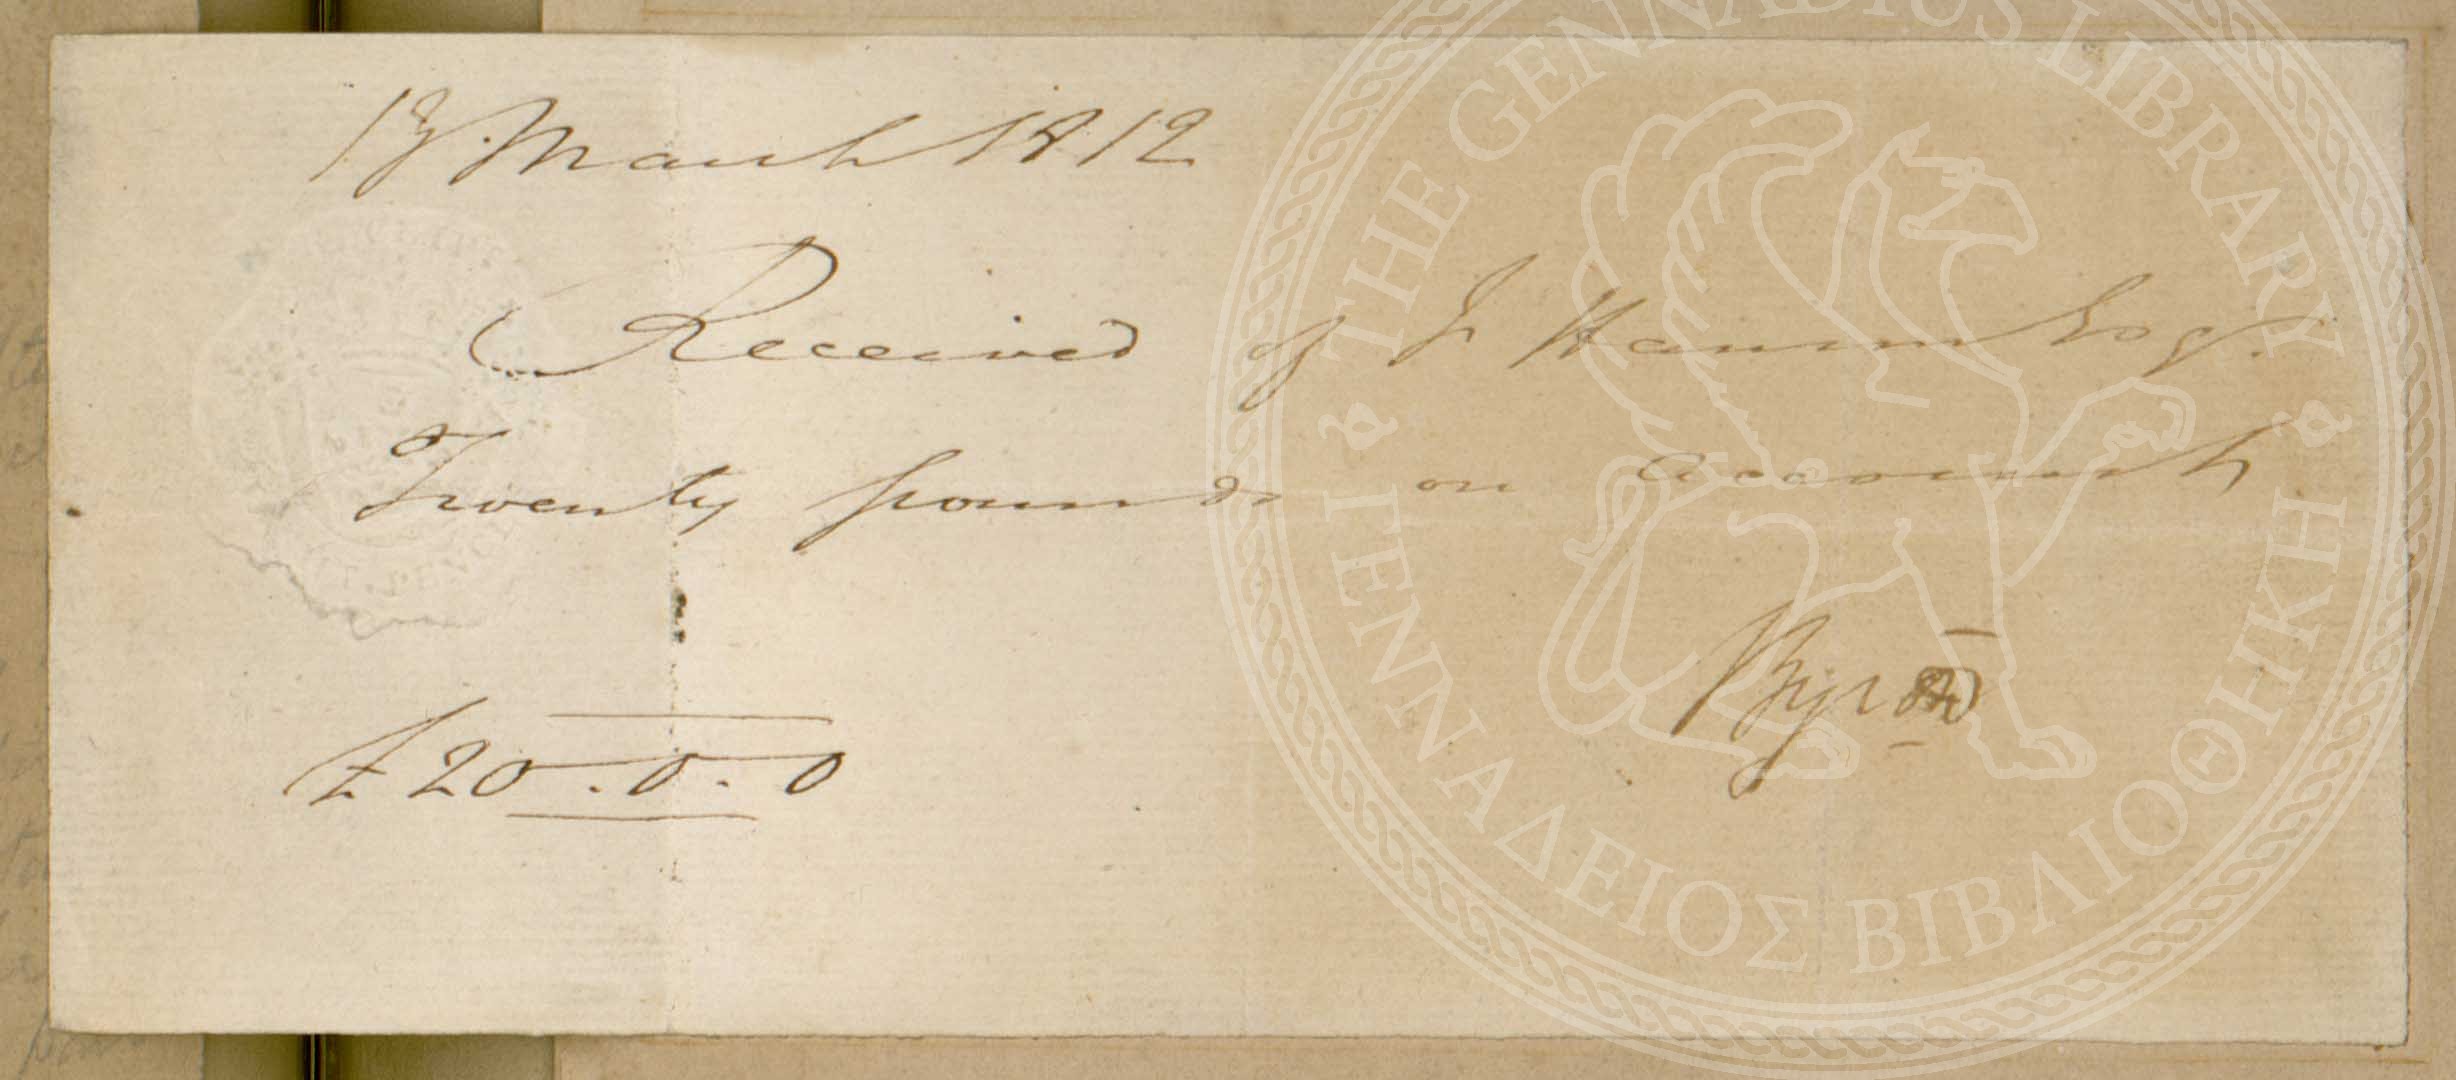 March 1812
Received of J Hanson Esqr.
Twenty pounds on account
Byron
£20.0.0
THE GENNADIUS LIBRARY &
ΓΕΝΝΑΔΕΙΟΣ ΒΙΒΛΙΟΘΗΚΗ &